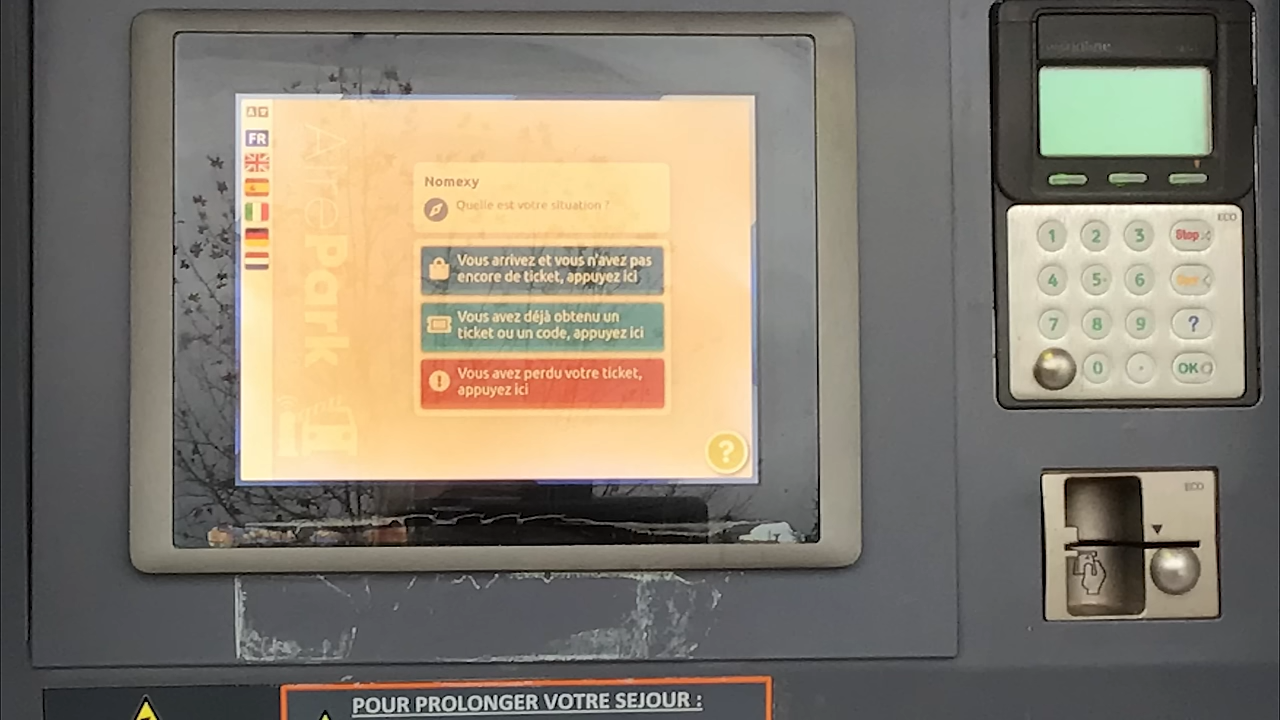 FR
AirePark
Nomexy
Quelle est votre situation ?
Vous arrivez et vous n'avez pas
encore de ticket, appuyez ici
Vous avez déjà obtenu un
ticket ou un code, appuyez ici
Vous avez perdu votre ticket,
appuyez ici
?
ECO
1 2 3 Stop
4 5 6
7 8 9 ?
0 . OK
ECO
POUR PROLONGER VOTRE SEJOUR :